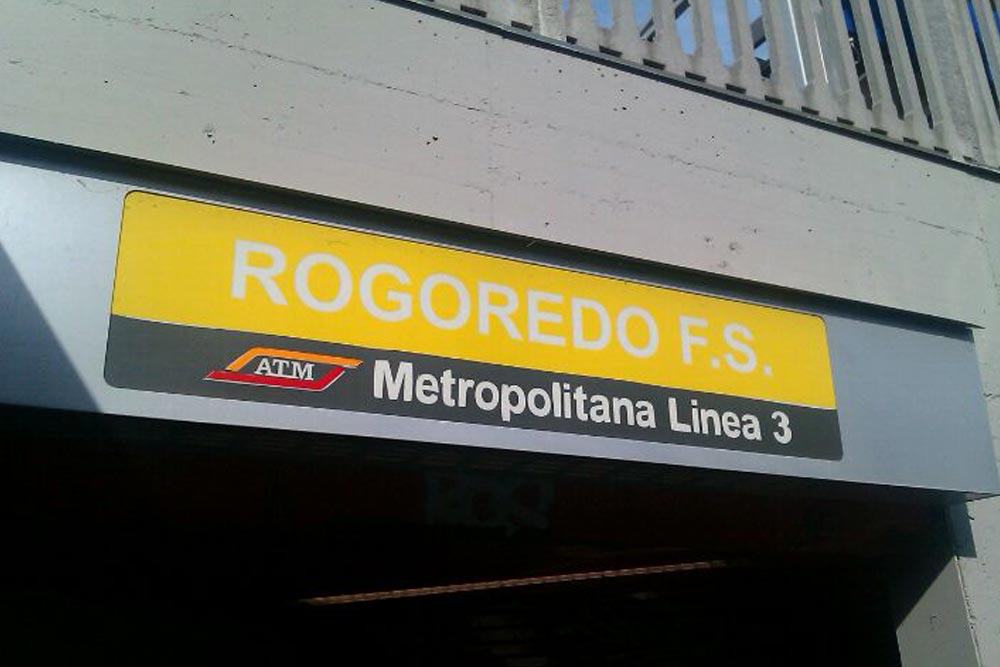 ROGOREDO F.S.
ATM Metropolitana Linea 3